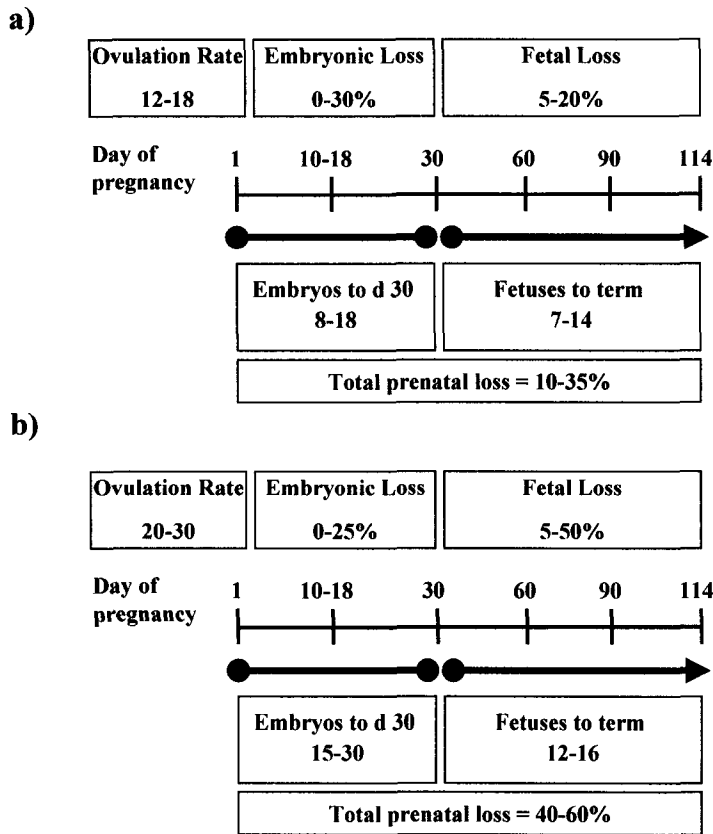 a)
Ovulation Rate Embryonic Loss Fetal Loss
12-18 0-30% 5-20%
Day of pregnancy 1 10-18 30 60 90 114
Embryos to d 30 Fetuses to term
8-18 7-14
Total prenatal loss = 10-35%
b)
Ovulation Rate Embryonic Loss Fetal Loss
20-30 0-25% 5-50%
Day of pregnancy 1 10-18 30 60 90 114
Embryos to d 30 Fetuses to term
15-30 12-16
Total prenatal loss = 40-60%